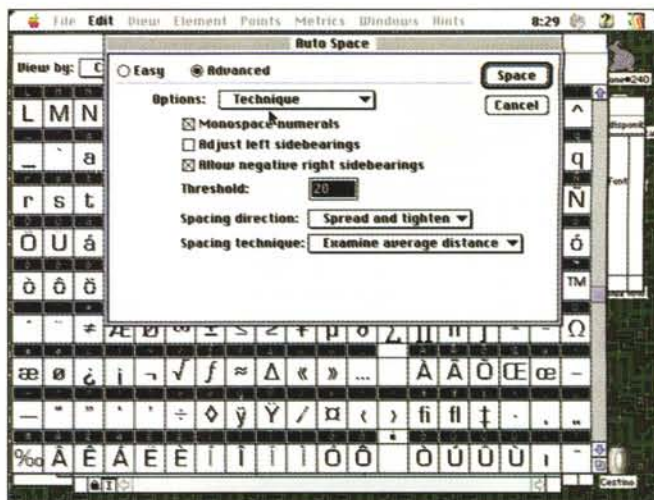 File Edit View Element Points Metrics Windows Hints 8:29
Auto Space
View by: C
Easy Advanced Space
Options: Technique Cancel
Monospace numerals
Adjust left sidebearings
Allow negative right sidebearings
Threshold: 20
Spacing direction: Spread and tighten
Spacing technique: Examine average distance
L M N ^
_ ` a q
r s t Ñ
Ö Ü á ó
ò ô ö ™
≠ Æ Ø ∞ ± ≤ ≥ ¥ µ ∂ Ω
æ ø ¿ ¡ ¬ √ ƒ ≈ ∆ « » … À Ã Õ Œ œ –
— “ ” ‘ ’ ÷ ◊ ÿ Ÿ ⁄ ¤ ‹ › fi fl ‡ · ‚ „
‰ Â Ê Á Ë È Í Î Ï Ì Ó Ô Ò Ú Û Ù ı
Font
Cestino